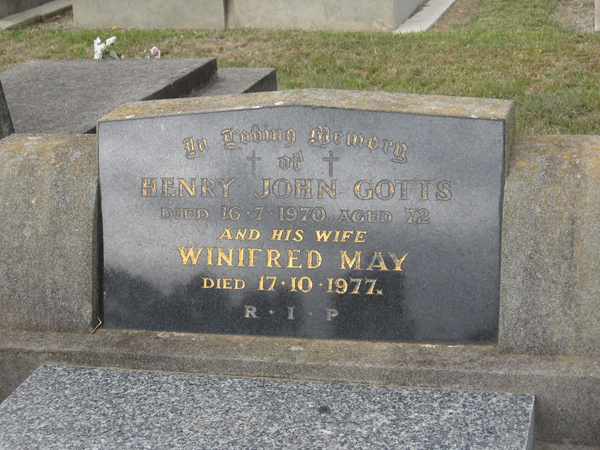 In Loving Memory
of
HENRY JOHN GOTTS
DIED 16·7·1970 AGED 72
AND HIS WIFE
WINIFRED MAY
DIED 17·10·1977.
R·I·P